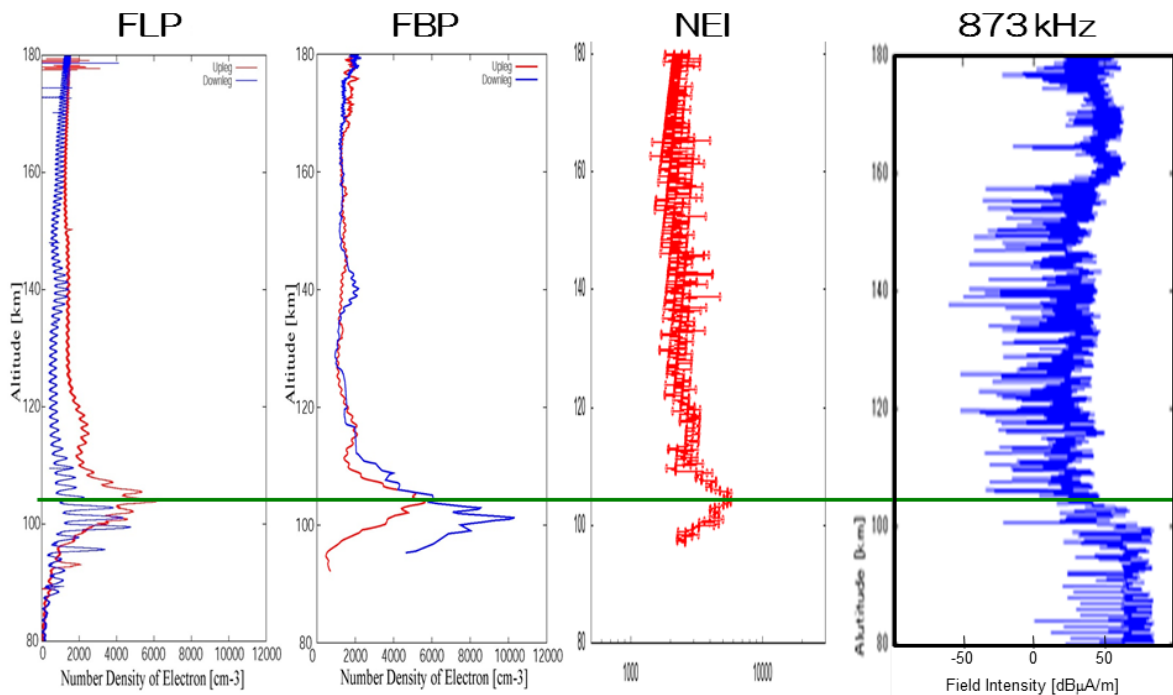 FLP
FBP
NEI
873 kHz
180
160
140
120
100
80
Altitude [km]
Upleg
Downleg
0 2000 4000 6000 8000 10000 12000
Number Density of Electron [cm-3]
180
160
140
120
100
80
Altitude [km]
Upleg
Downleg
0 2000 4000 6000 8000 10000 12000
Number Density of Electron [cm-3]
180
160
140
120
100
80
1000 10000
180
160
140
120
100
80
Alutitude [km]
-50 0 50
Field Intensity [dBμA/m]